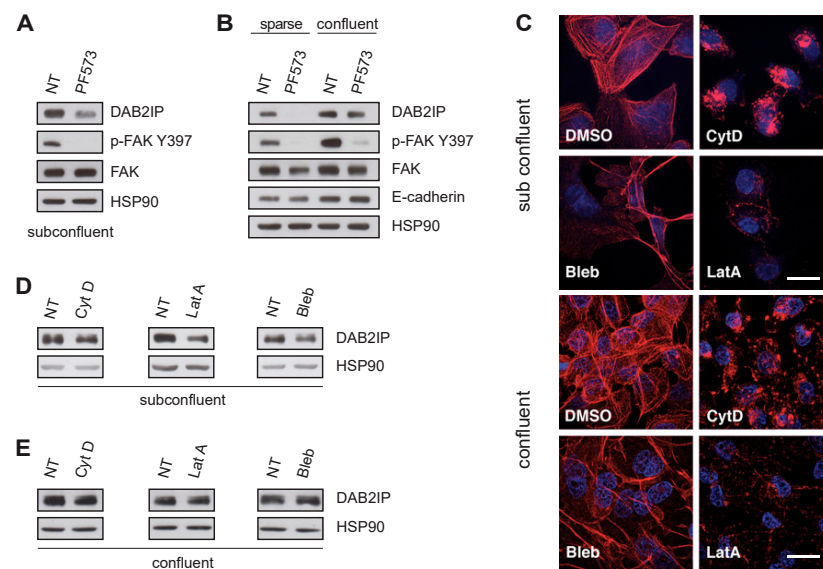 A
NT
PF573
DAB2IP
p-FAK Y397
FAK
HSP90
subconfluent
B
sparse confluent
NT PF573 NT PF573
DAB2IP
p-FAK Y397
FAK
E-cadherin
HSP90
C
sub confluent
DMSO CytD
Bleb LatA
confluent
DMSO CytD
Bleb LatA
D
NT Cyt D NT Lat A NT Bleb
DAB2IP
HSP90
subconfluent
E
NT Cyt D NT Lat A NT Bleb
DAB2IP
HSP90
confluent